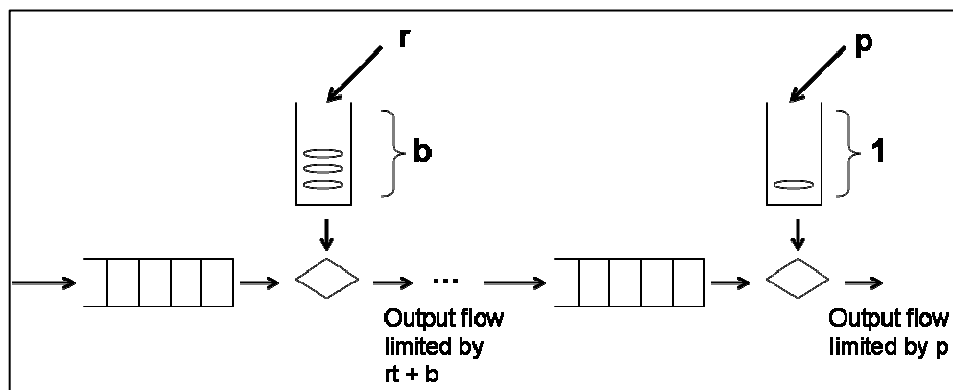 r
p
b
1
...
Output flow
limited by
rt + b
Output flow
limited by p